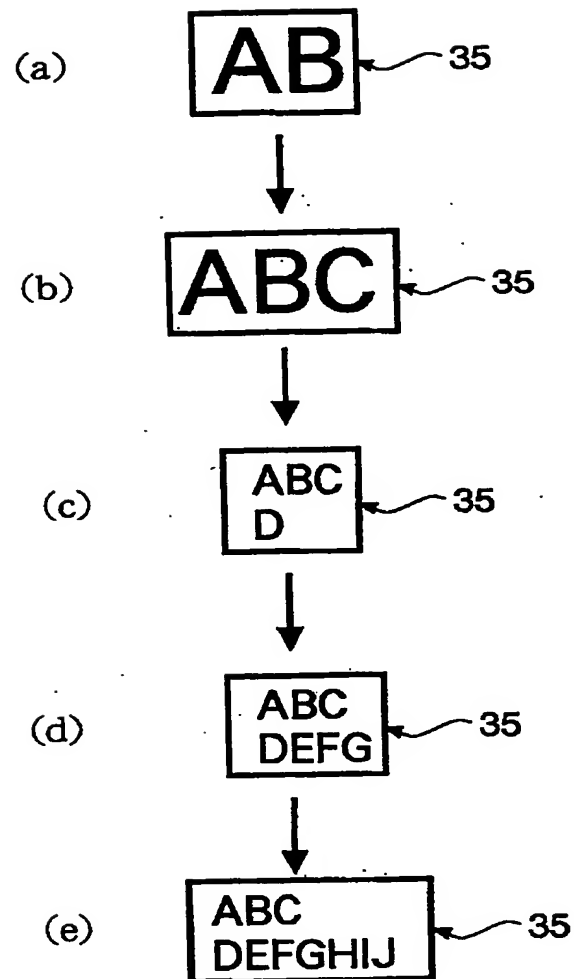 (a) AB 35
(b) ABC 35
(c) ABC 35
D
(d) ABC 35
DEFG
(e) ABC 35
DEFGHIJ